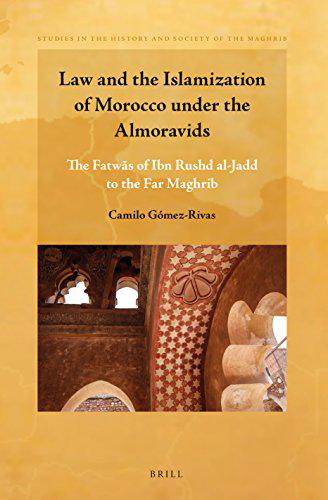 STUDIES IN THE HISTORY AND SOCIETY OF THE MAGHRIB
Law and the Islamization
of Morocco under the
Almoravids
The Fatwās of Ibn Rushd al-Jadd
to the Far Maghrib
Camilo Gómez-Rivas
BRILL